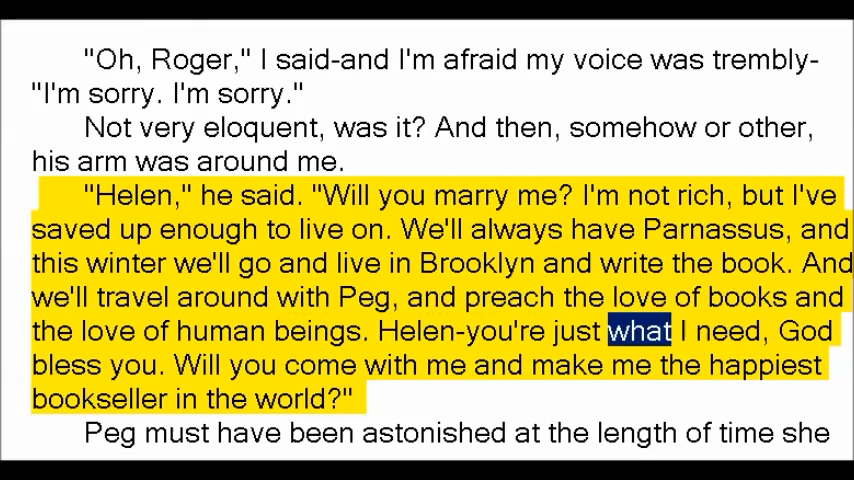 "Oh, Roger," I said-and I'm afraid my voice was trembly-
"I'm sorry. I'm sorry."
Not very eloquent, was it? And then, somehow or other,
his arm was around me.
"Helen," he said. "Will you marry me? I'm not rich, but I've
saved up enough to live on. We'll always have Parnassus, and
this winter we'll go and live in Brooklyn and write the book. And
we'll travel around with Peg, and preach the love of books and
the love of human beings. Helen-you're just what I need, God
bless you. Will you come with me and make me the happiest
bookseller in the world?"
Peg must have been astonished at the length of time she